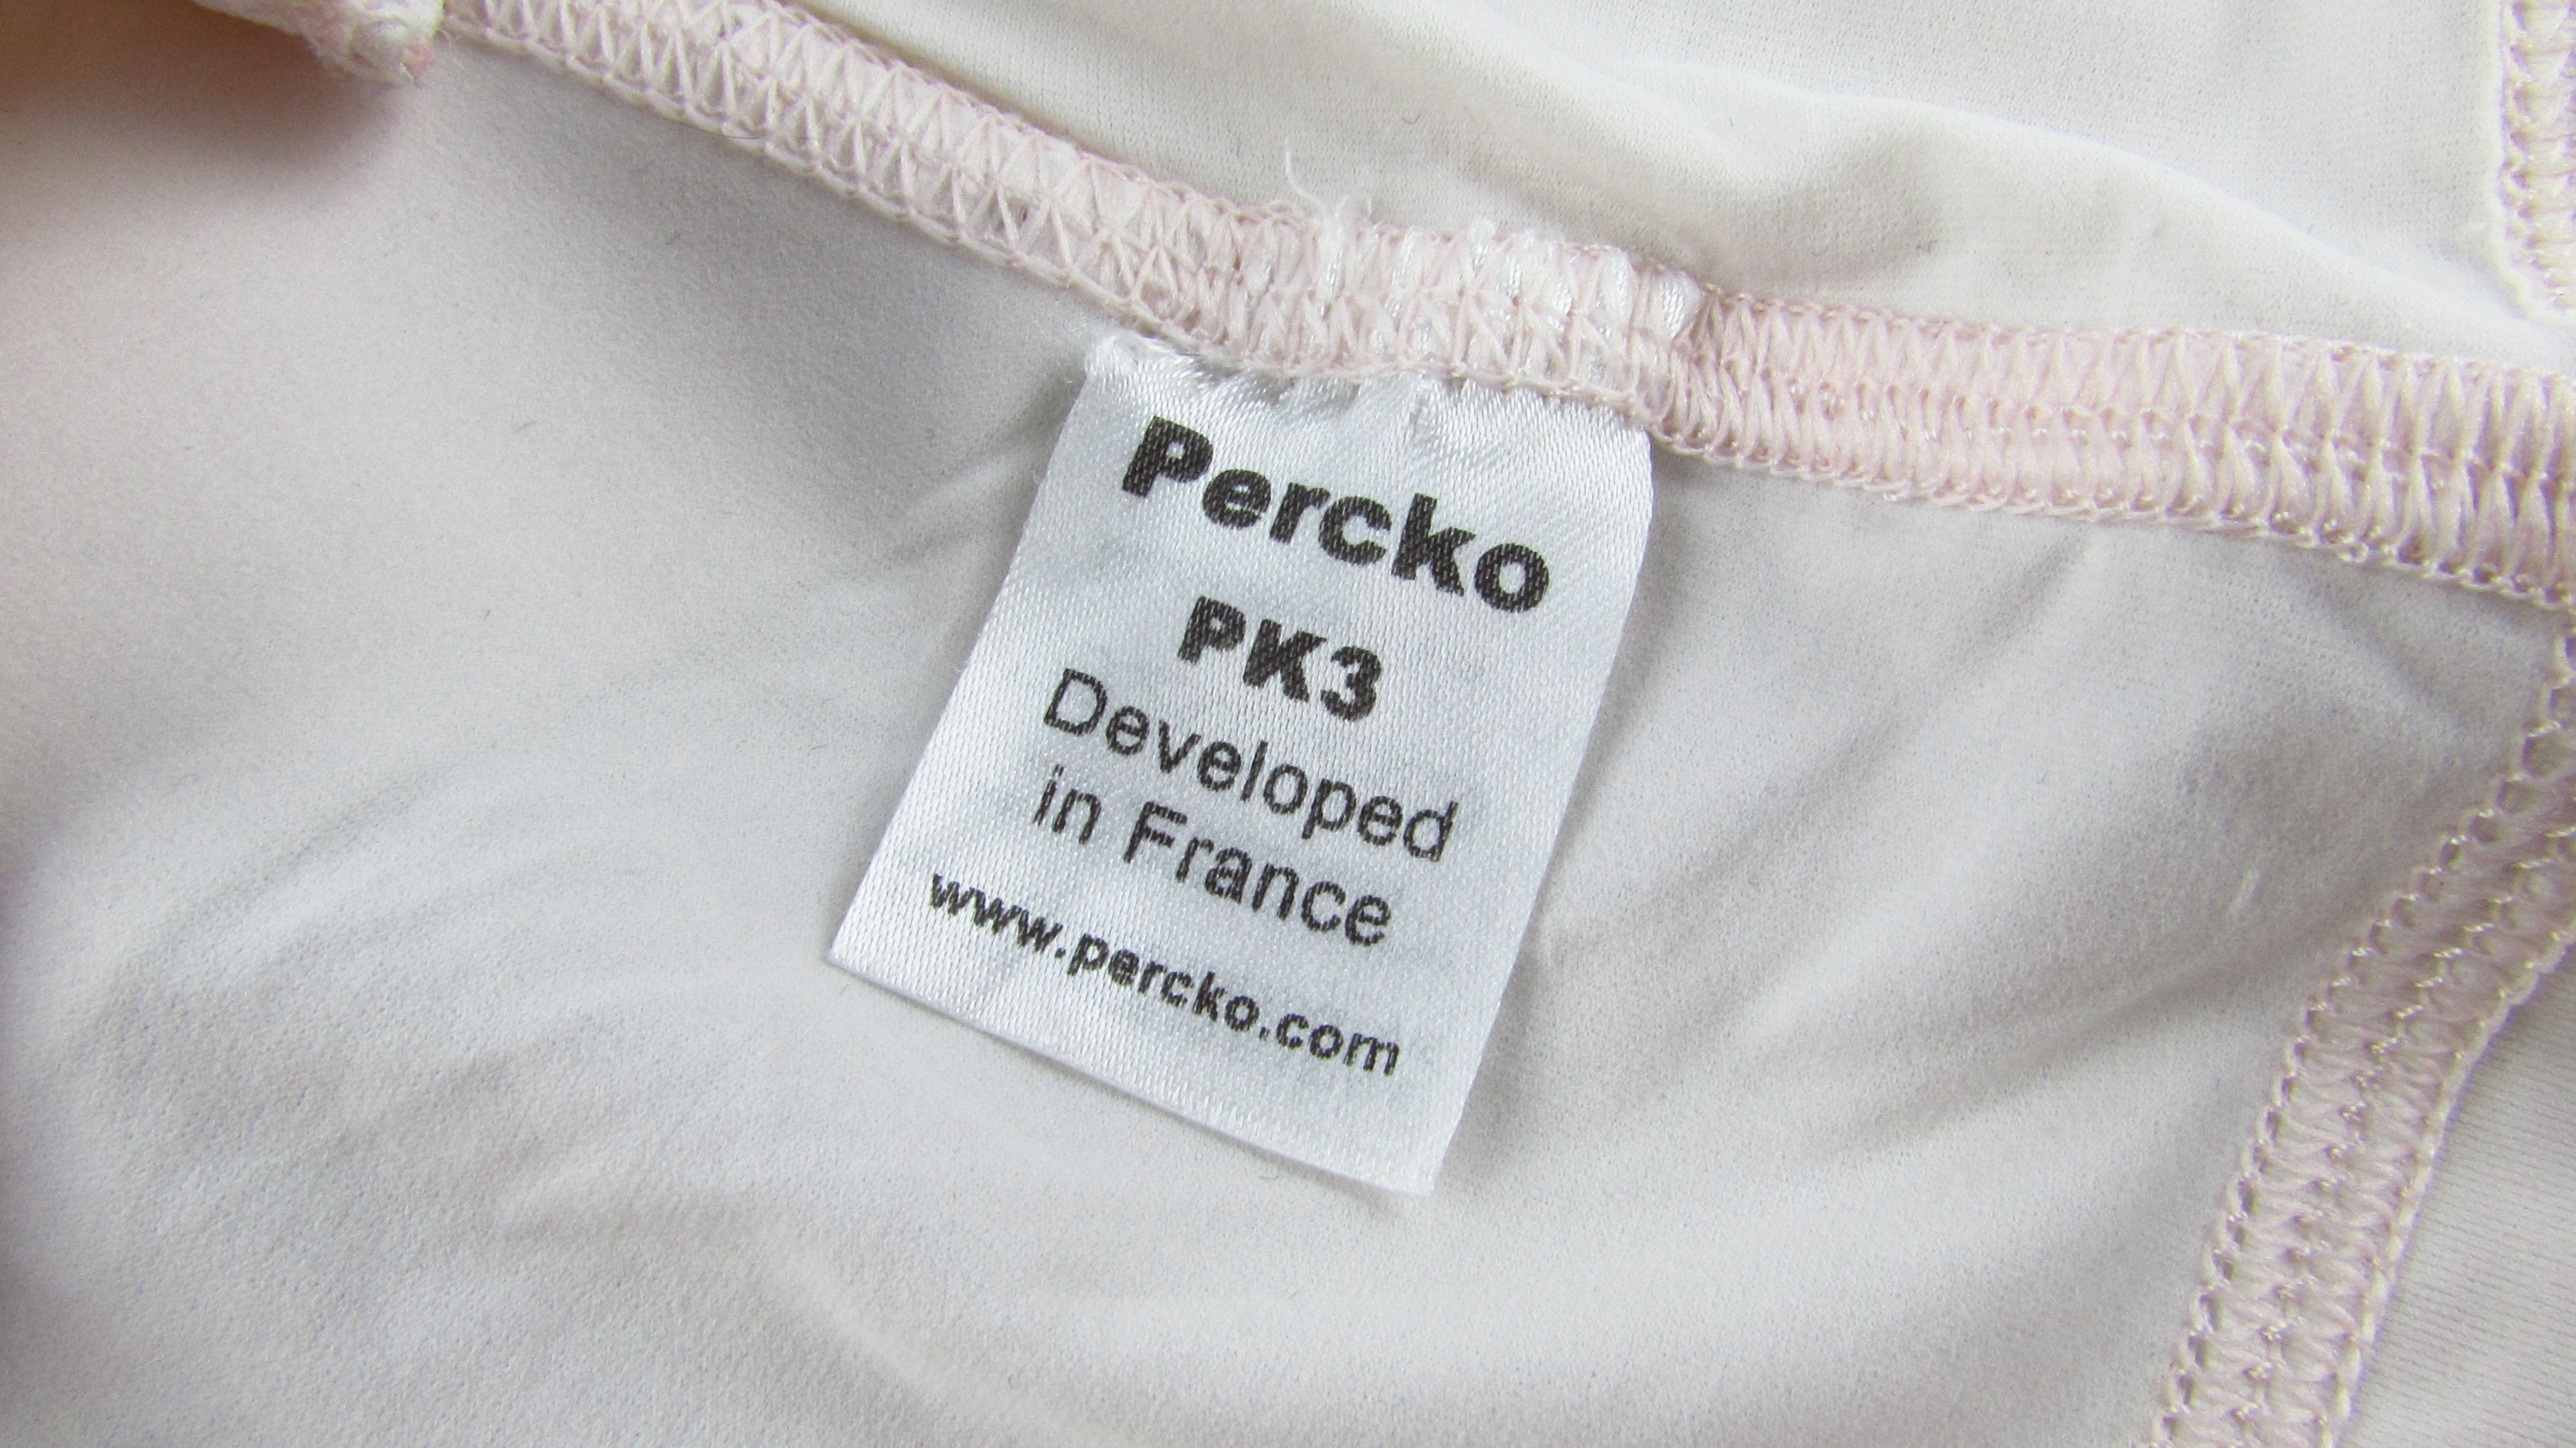 Percko
PK3
Developed
in France
www.percko.com